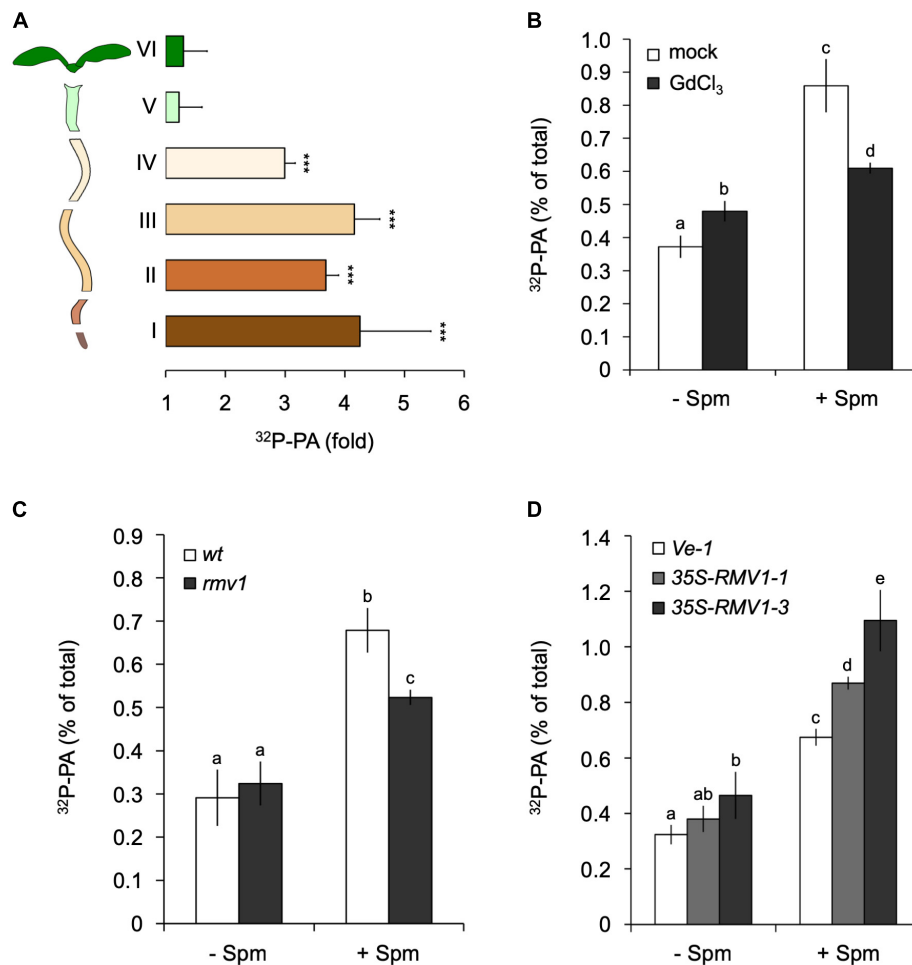 A
VI
V
IV
***
III
***
II
***
I
***
1 2 3 4 5 6
³²P-PA (fold)
B
mock
GdCl₃
³²P-PA (% of total)
1.0
0.9
0.8
0.7
0.6
0.5
0.4
0.3
0.2
0.1
0
a
b
c
d
- Spm + Spm
C
wt
rmv1
³²P-PA (% of total)
0.9
0.8
0.7
0.6
0.5
0.4
0.3
0.2
0.1
0
a a
b
c
- Spm + Spm
D
Ve-1
35S-RMV1-1
35S-RMV1-3
³²P-PA (% of total)
1.4
1.2
1.0
0.8
0.6
0.4
0.2
0
a
ab
b
c
d
e
- Spm + Spm